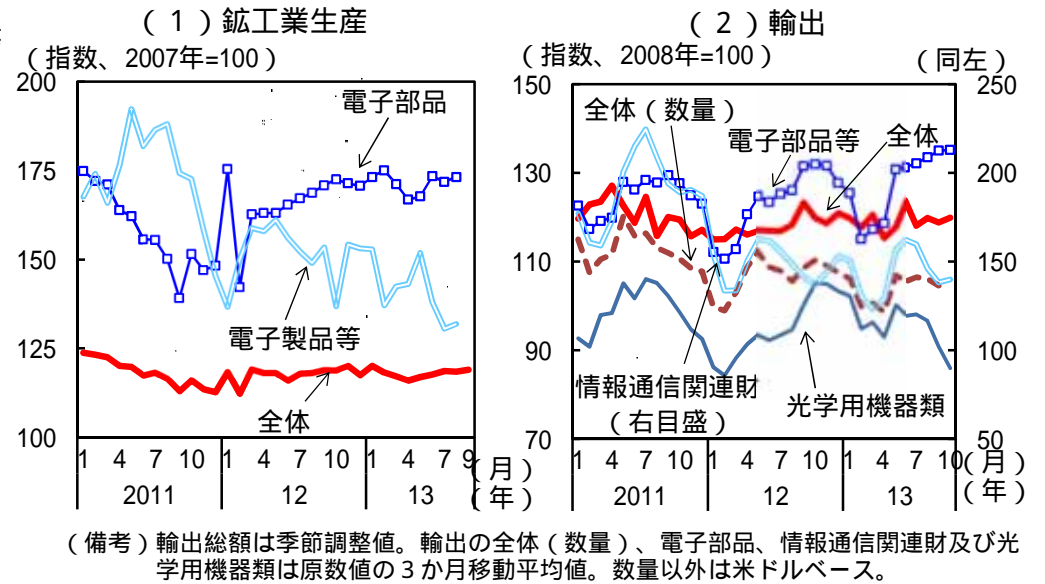 （１）鉱工業生産
（指数、2007年=100）
200
175
150
125
100
電子部品
電子製品等
全体
1 4 7 10 1 4 7 10 1 4 7 9
（月）
2011 12 13
（年）
（２）輸出
（指数、2008年=100）
（同左）
150
130
110
90
70
250
200
150
100
50
全体（数量）
電子部品等
全体
情報通信関連財
（右目盛）
光学用機器類
1 4 7 10 1 4 7 10 1 4 7 10
（月）
2011 12 13
（年）
（備考）輸出総額は季節調整値。輸出の全体（数量）、電子部品、情報通信関連財及び光
学用機器類は原数値の３か月移動平均値。数量以外は米ドルベース。